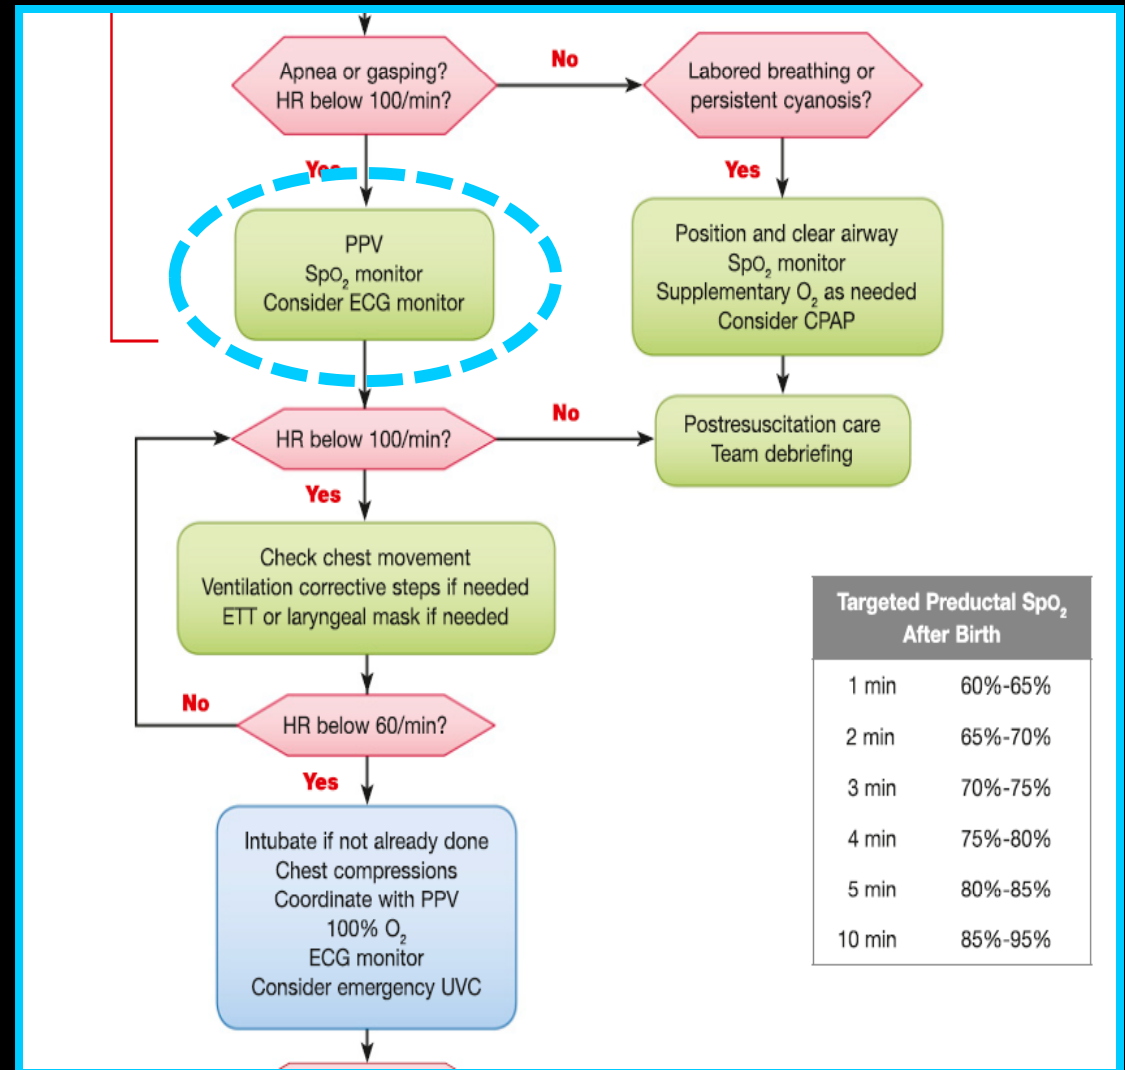 Apnea or gasping?
HR below 100/min?
No
Labored breathing or
persistent cyanosis?
Yes
Yes
PPV
SpO₂ monitor
Consider ECG monitor
Position and clear airway
SpO₂ monitor
Supplementary O₂ as needed
Consider CPAP
HR below 100/min?
No
Postresuscitation care
Team debriefing
Yes
Check chest movement
Ventilation corrective steps if needed
ETT or laryngeal mask if needed
No
HR below 60/min?
Yes
Intubate if not already done
Chest compressions
Coordinate with PPV
100% O₂
ECG monitor
Consider emergency UVC
Targeted Preductal SpO₂
After Birth
1 min 60%-65%
2 min 65%-70%
3 min 70%-75%
4 min 75%-80%
5 min 80%-85%
10 min 85%-95%